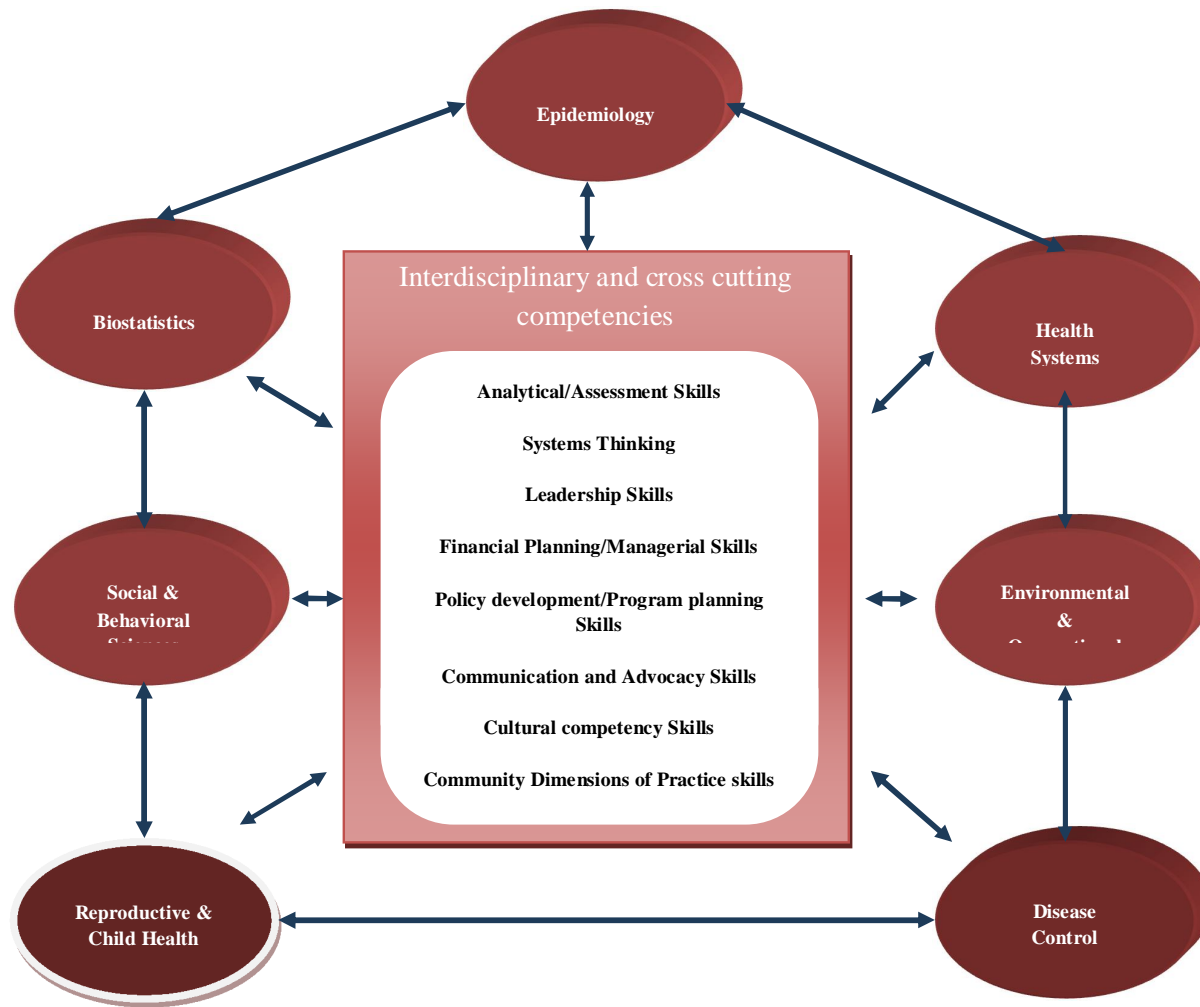 Epidemiology
Interdisciplinary and cross cutting
competencies
Biostatistics
Health
Systems
Analytical/Assessment Skills
Systems Thinking
Leadership Skills
Financial Planning/Managerial Skills
Policy development/Program planning
Skills
Communication and Advocacy Skills
Cultural competency Skills
Community Dimensions of Practice skills
Social &
Behavioral
Environmental
&
Reproductive &
Child Health
Disease
Control